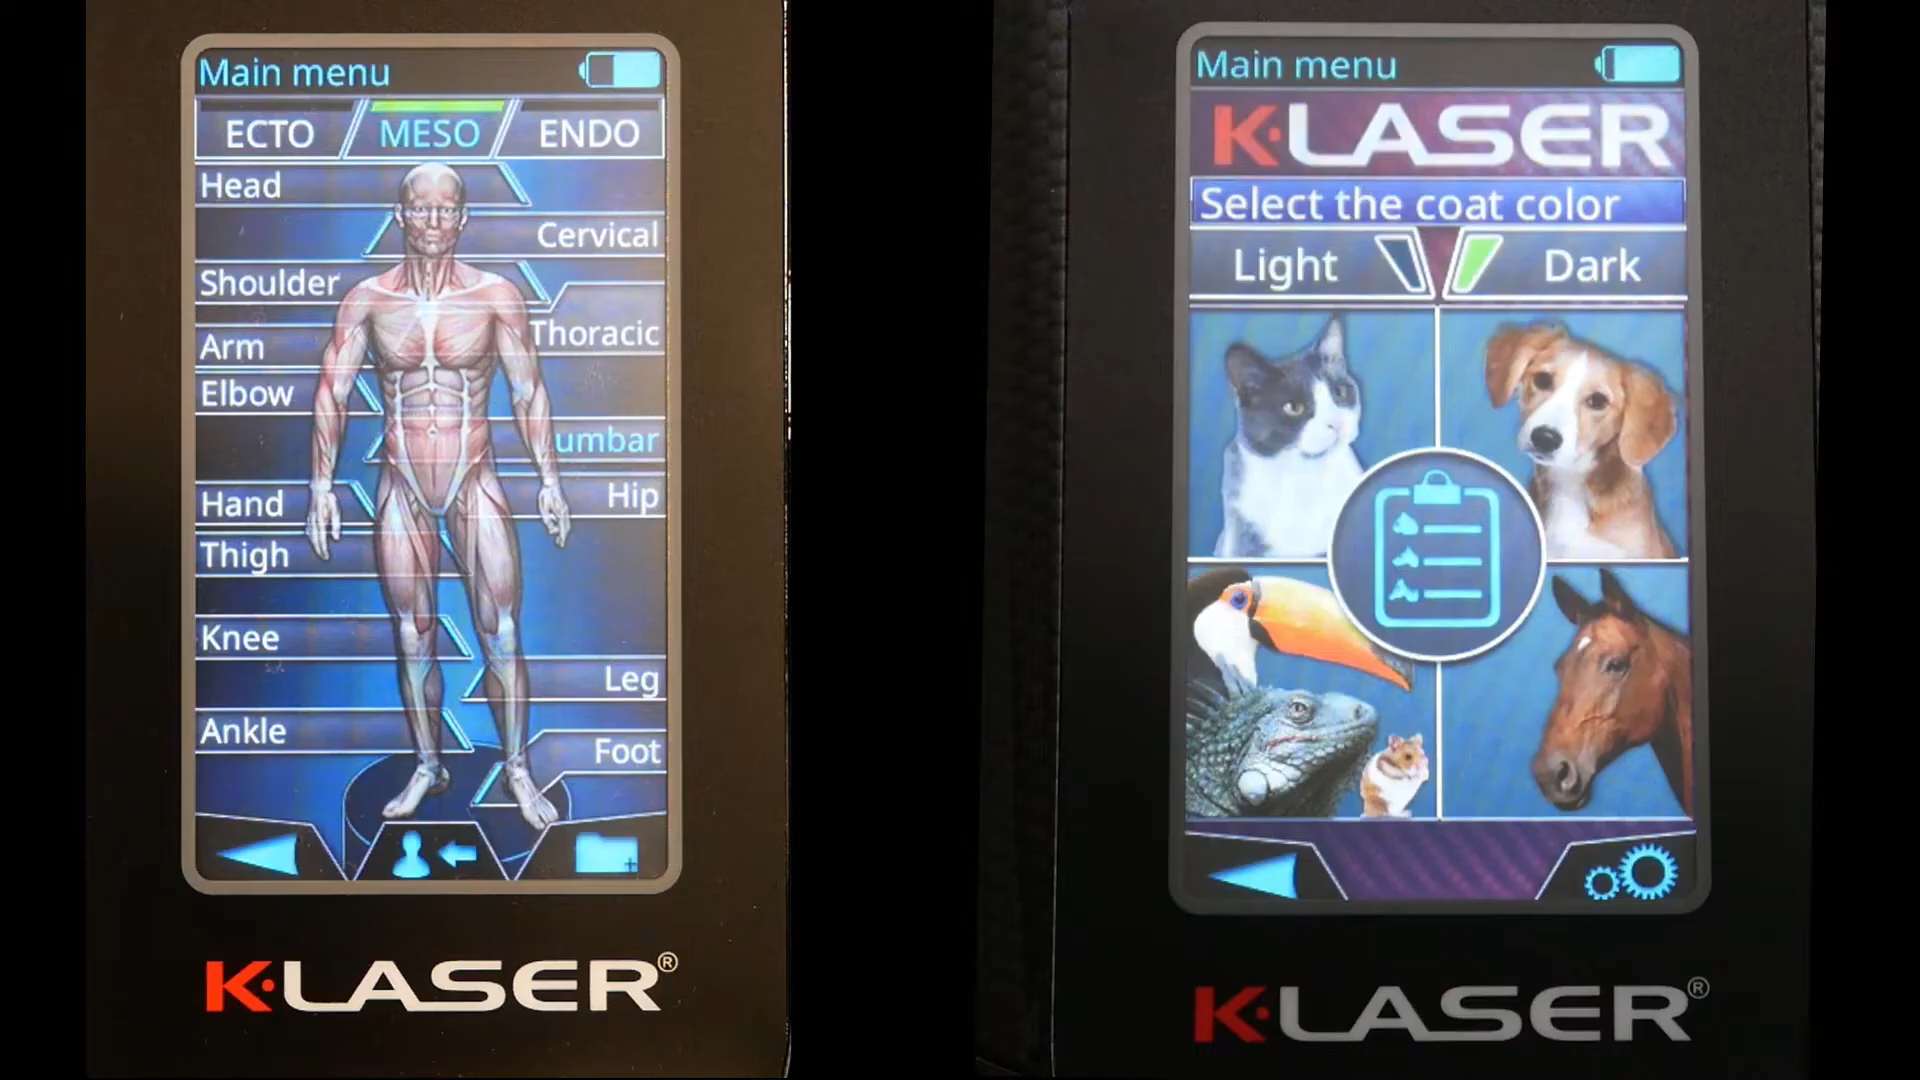 Main menu
ECTO MESO ENDO
Head
Cervical
Shoulder
Thoracic
Arm
Elbow
umbar
Hip
Hand
Thigh
Knee
Leg
Ankle
Foot
K·LASER®
Main menu
K·LASER
Select the coat color
Light Dark
K·LASER®